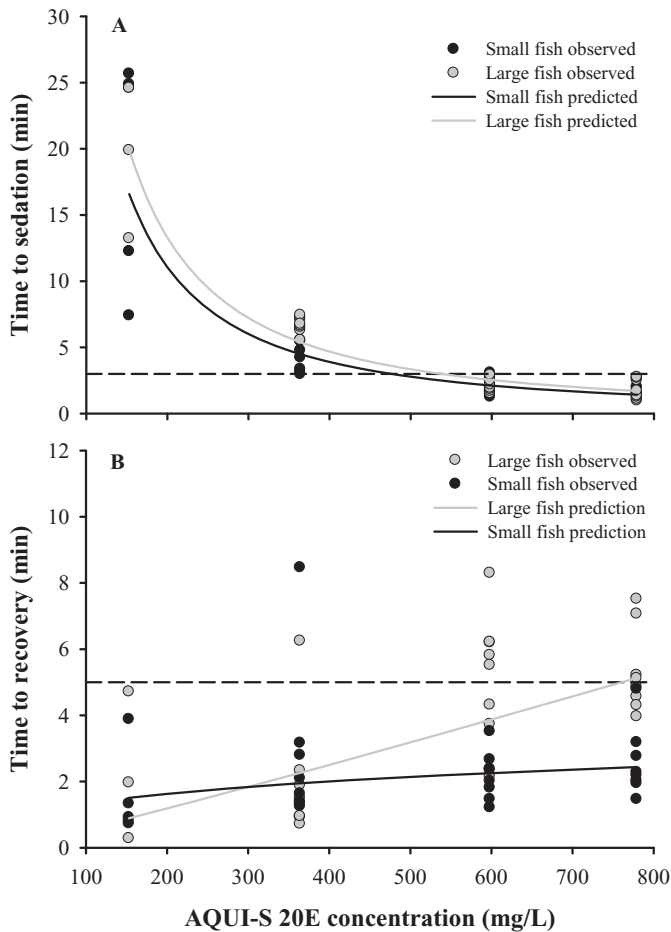 A
30
25
20
15
10
5
0
Time to sedation (min)
Small fish observed
Large fish observed
Small fish predicted
Large fish predicted
B
12
10
8
6
4
2
0
Time to recovery (min)
Large fish observed
Small fish observed
Large fish prediction
Small fish prediction
100 200 300 400 500 600 700 800
AQUI-S 20E concentration (mg/L)